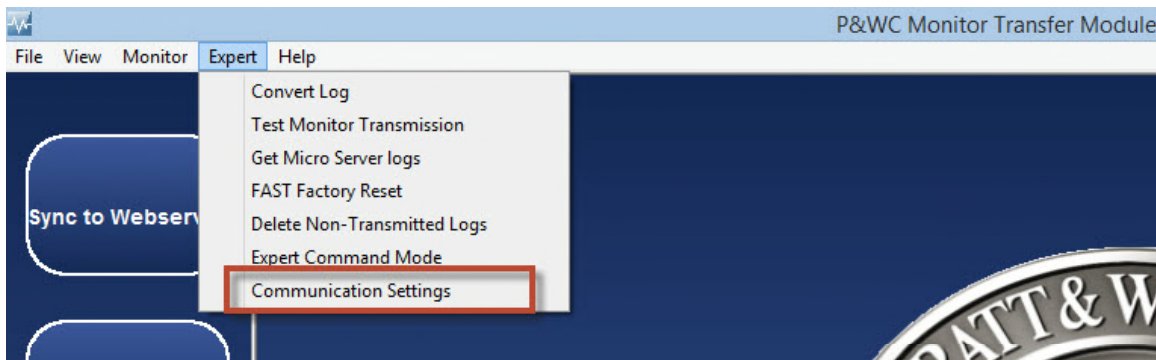 P&WC Monitor Transfer Module
File View Monitor Expert Help
Convert Log
Test Monitor Transmission
Get Micro Server logs
FAST Factory Reset
Sync to
Delete Non-Transmitted Logs
Expert Command Mode
Communication Settings